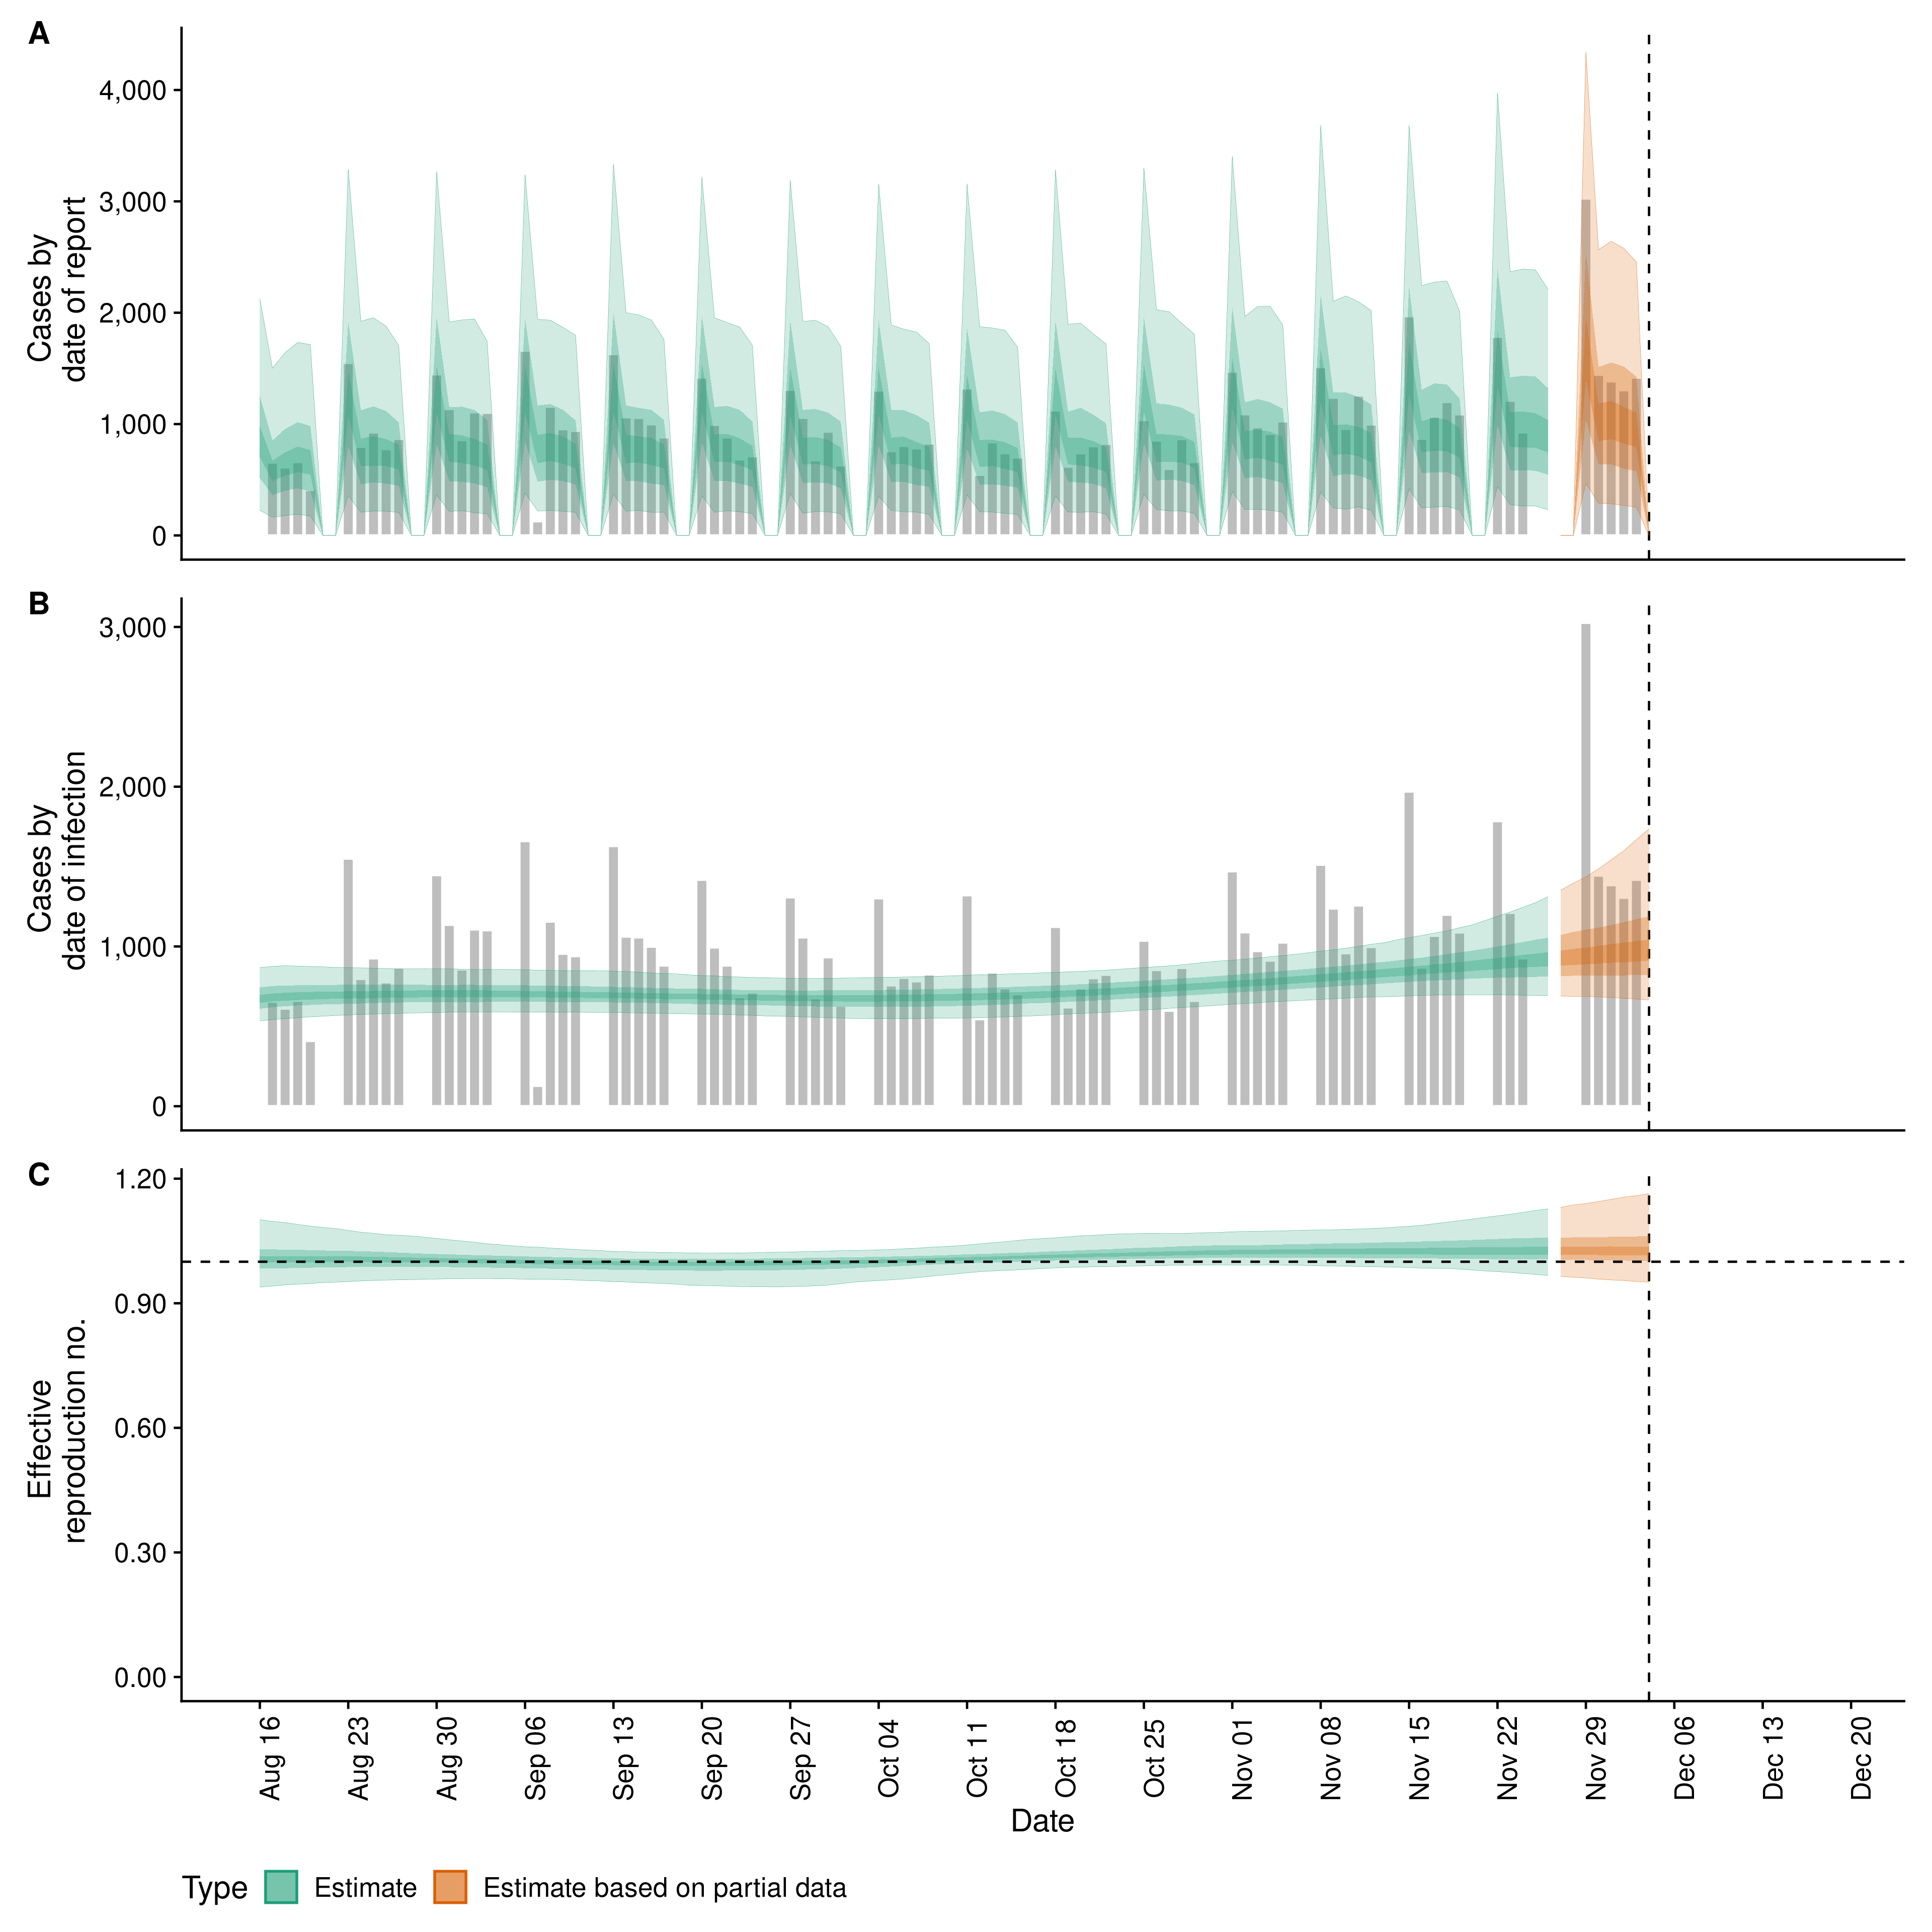 A
Cases by
date of report
4,000
3,000
2,000
1,000
0
B
Cases by
date of infection
3,000
2,000
1,000
0
C
Effective
reproduction no.
1.20
0.90
0.60
0.30
0.00
Aug 16
Aug 23
Aug 30
Sep 06
Sep 13
Sep 20
Sep 27
Oct 04
Oct 11
Oct 18
Oct 25
Nov 01
Nov 08
Nov 15
Nov 22
Nov 29
Dec 06
Dec 13
Dec 20
Date
Type Estimate Estimate based on partial data